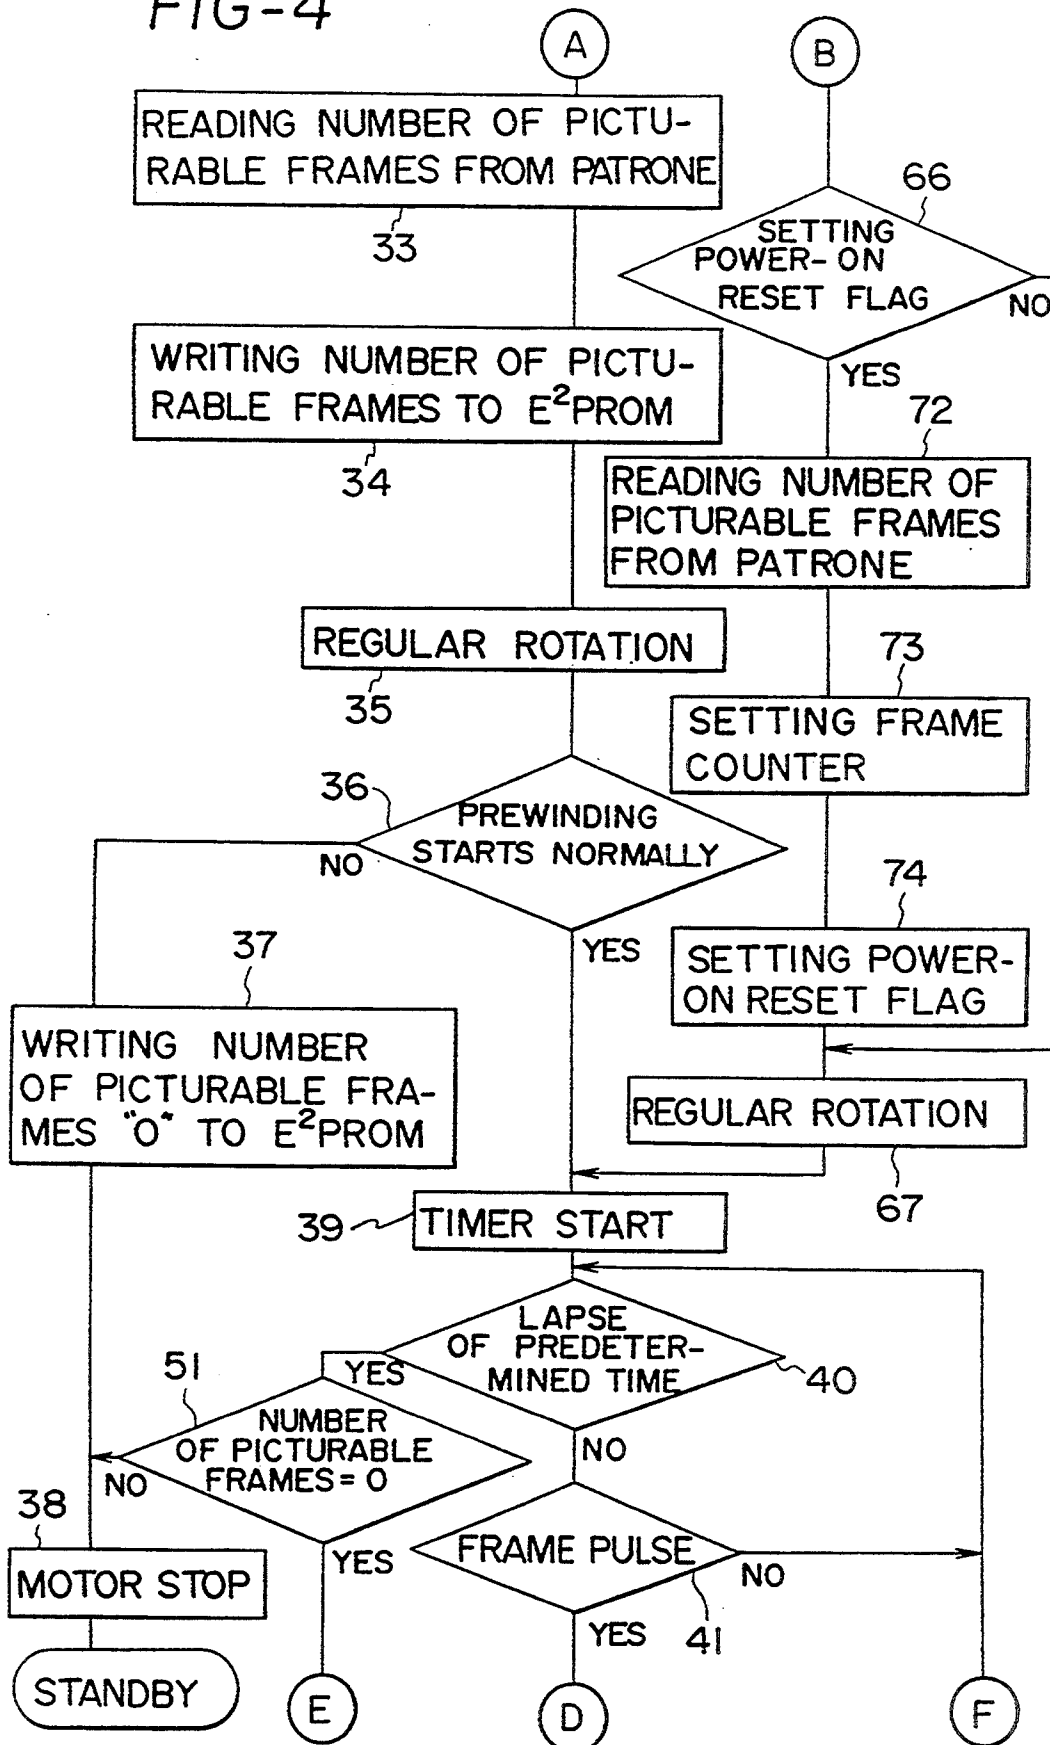 FIG-4
A
B
READING NUMBER OF PICTU-
RABLE FRAMES FROM PATRONE
33
66
SETTING
POWER-ON
RESET FLAG
NO
YES
WRITING NUMBER OF PICTU-
RABLE FRAMES TO E²PROM
34
72
READING NUMBER OF
PICTURABLE FRAMES
FROM PATRONE
REGULAR ROTATION
35
73
SETTING FRAME
COUNTER
36
PREWINDING
STARTS NORMALLY
NO
YES
74
SETTING POWER-
ON RESET FLAG
37
WRITING NUMBER
OF PICTURABLE FRA-
MES "0" TO E²PROM
REGULAR ROTATION
67
39
TIMER START
LAPSE
OF PREDETER-
MINED TIME
40
YES
NO
51
NUMBER
OF PICTURABLE
FRAMES=0
NO
YES
38
MOTOR STOP
FRAME PULSE
NO
YES
41
STANDBY
E
D
F